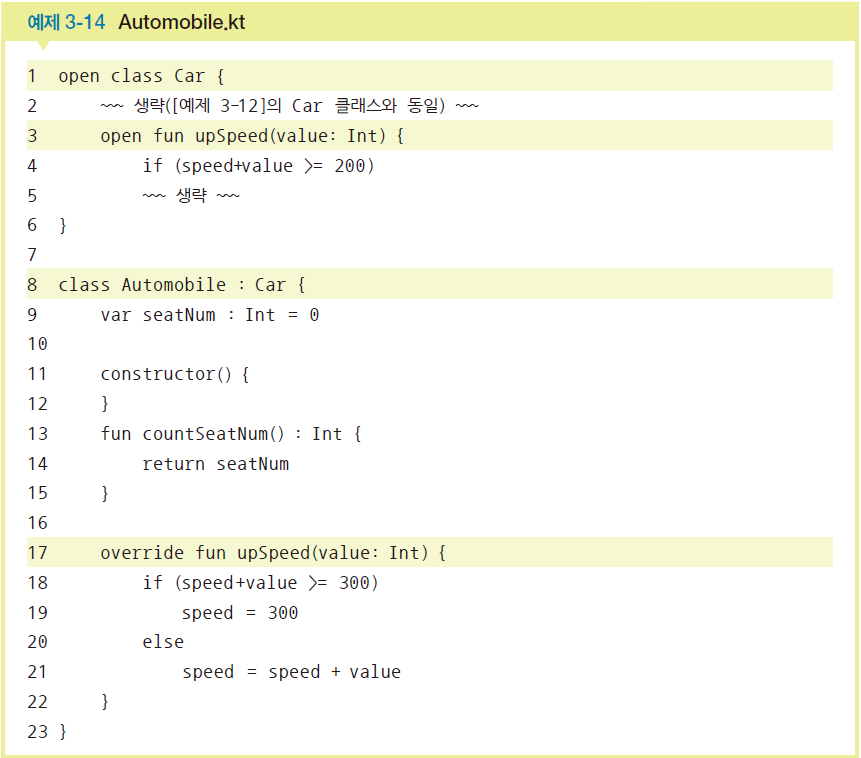 예제 3-14 Automobile.kt
1 open class Car {
2 ~~ 생략([예제 3-12]의 Car 클래스와 동일) ~~
3 open fun upSpeed(value: Int) {
4 if (speed+value >= 200)
5 ~~ 생략 ~~
6 }
7
8 class Automobile : Car {
9 var seatNum : Int = 0
10
11 constructor() {
12 }
13 fun countSeatNum() : Int {
14 return seatNum
15 }
16
17 override fun upSpeed(value: Int) {
18 if (speed+value >= 300)
19 speed = 300
20 else
21 speed = speed + value
22 }
23 }